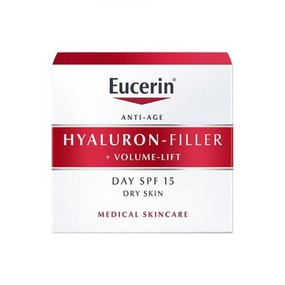 Eucerin®
ANTI-AGE
HYALURON-FILLER
+ VOLUME-LIFT
DAY SPF 15
DRY SKIN
MEDICAL SKINCARE